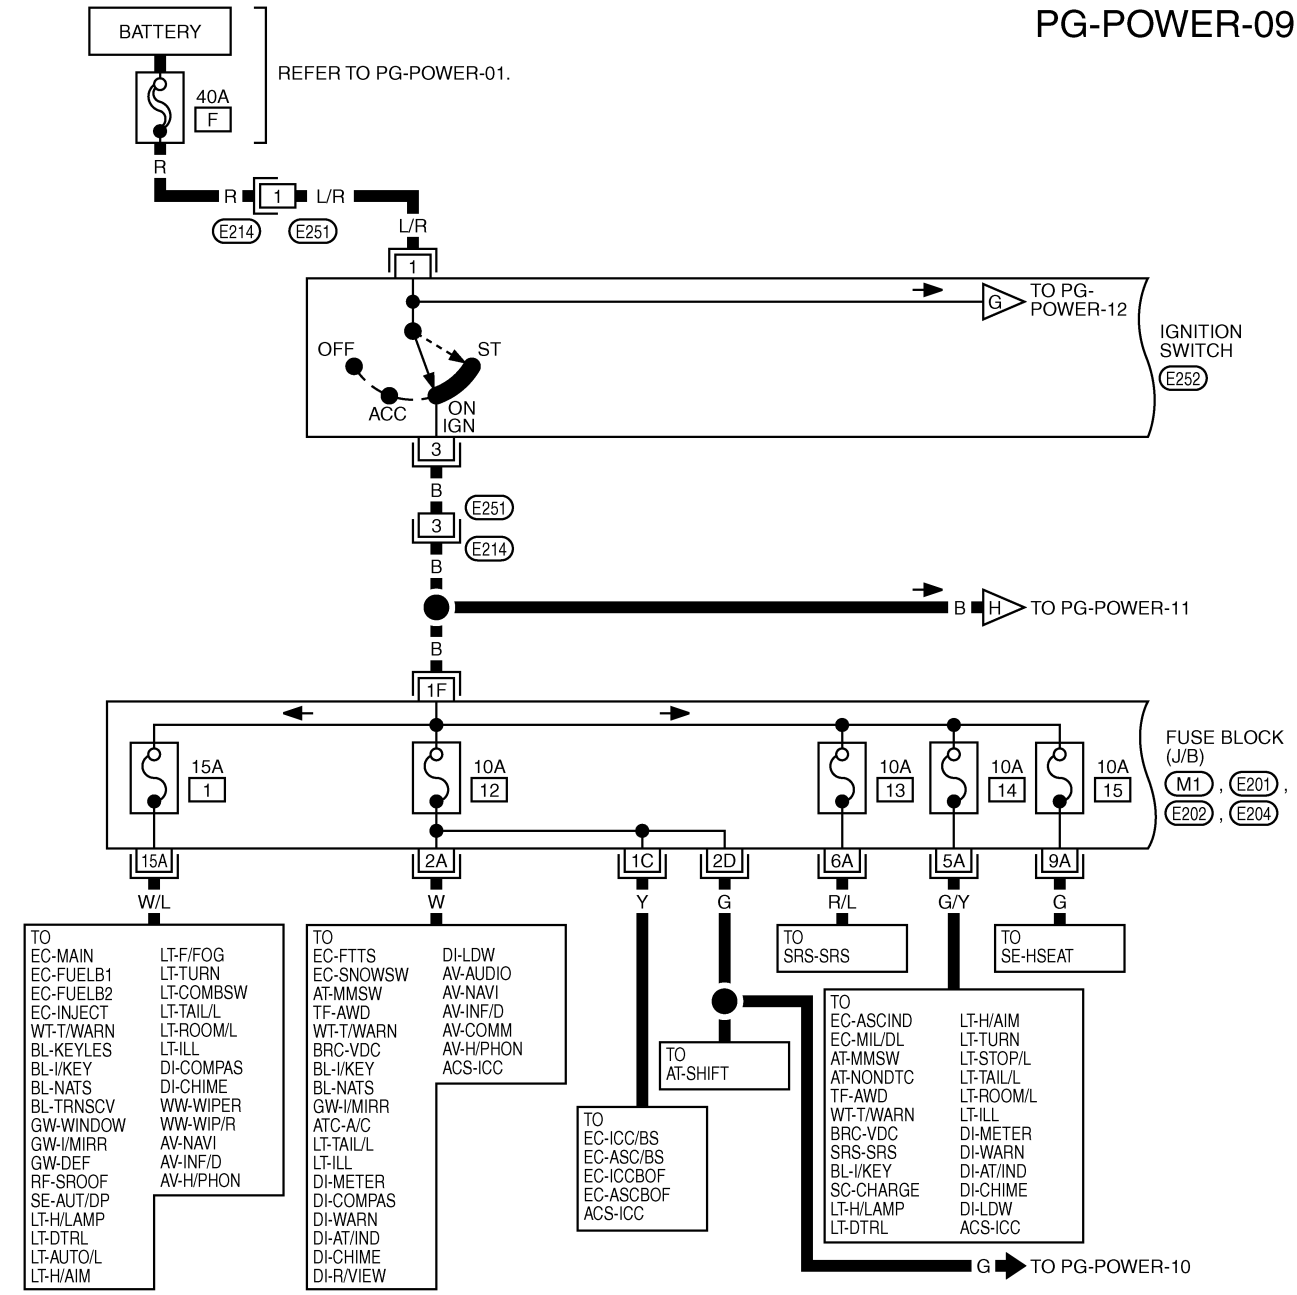 PG-POWER-09
BATTERY
REFER TO PG-POWER-01.
40A
F
R
R
1
L/R
E214
E251
L/R
1
G
TO PG-
POWER-12
IGNITION
SWITCH
E252
OFF
ST
ACC
ON
IGN
3
B
E251
3
E214
B
B
H
TO PG-POWER-11
B
1F
FUSE BLOCK
(J/B)
M1 , E201 ,
E202 , E204
15A
1
10A
12
10A
13
10A
14
10A
15
15A
2A
1C
2D
6A
5A
9A
W/L
W
Y
G
R/L
G/Y
G
TO
EC-MAIN
EC-FUELB1
EC-FUELB2
EC-INJECT
WT-T/WARN
BL-KEYLES
BL-I/KEY
BL-NATS
BL-TRNSCV
GW-WINDOW
GW-I/MIRR
GW-DEF
RF-SROOF
SE-AUT/DP
LT-H/LAMP
LT-DTRL
LT-AUTO/L
LT-H/AIM
LT-F/FOG
LT-TURN
LT-COMBSW
LT-TAIL/L
LT-ROOM/L
LT-ILL
DI-COMPAS
DI-CHIME
WW-WIPER
WW-WIP/R
AV-NAVI
AV-INF/D
AV-H/PHON
TO
EC-FTTS
EC-SNOWSW
AT-MMSW
TF-AWD
WT-T/WARN
BRC-VDC
BL-I/KEY
BL-NATS
GW-I/MIRR
ATC-A/C
LT-TAIL/L
LT-ILL
DI-METER
DI-COMPAS
DI-WARN
DI-AT/IND
DI-CHIME
DI-R/VIEW
DI-LDW
AV-AUDIO
AV-NAVI
AV-INF/D
AV-COMM
AV-H/PHON
ACS-ICC
TO
EC-ICC/BS
EC-ASC/BS
EC-ICCBOF
EC-ASCBOF
ACS-ICC
TO
AT-SHIFT
TO
SRS-SRS
TO
EC-ASCIND
EC-MIL/DL
AT-MMSW
AT-NONDTC
TF-AWD
WT-T/WARN
BRC-VDC
SRS-SRS
BL-I/KEY
SC-CHARGE
LT-H/LAMP
LT-DTRL
LT-H/AIM
LT-TURN
LT-STOP/L
LT-TAIL/L
LT-ROOM/L
LT-ILL
DI-METER
DI-WARN
DI-AT/IND
DI-CHIME
DI-LDW
ACS-ICC
TO
SE-HSEAT
G
TO PG-POWER-10